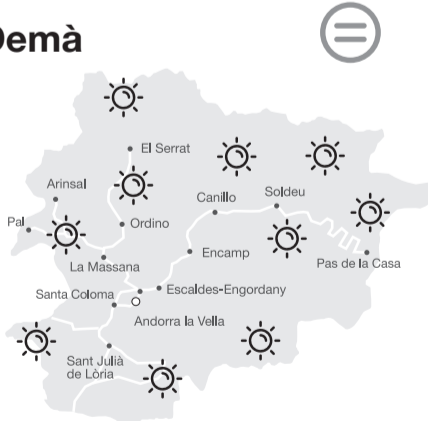 Demà
El Serrat
Arinsal
Canillo
Soldeu
Pal
Ordino
Encamp
La Massana
Pas de la Casa
Santa Coloma
Escaldes-Engordany
Andorra la Vella
Sant Julià
de Lòria